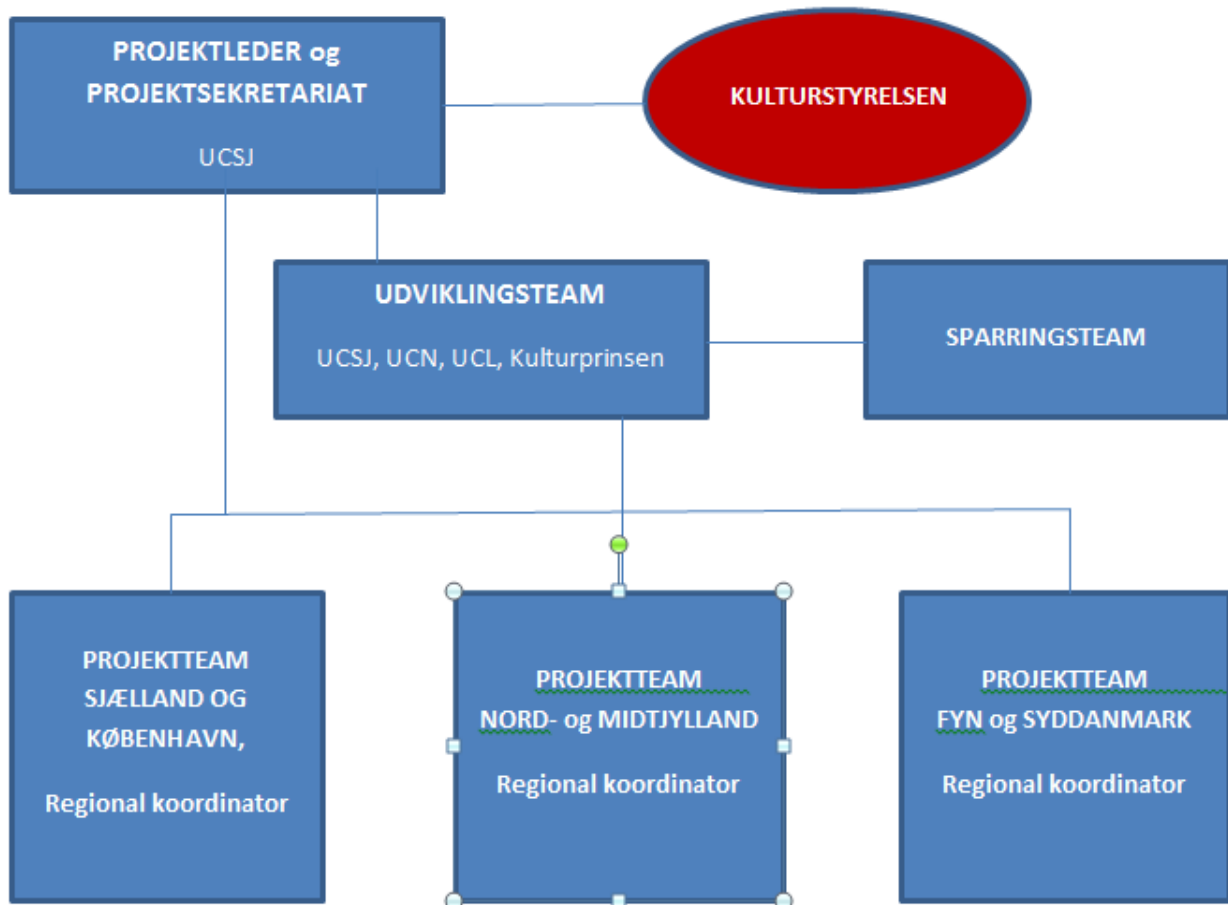 PROJEKTLEDER og
PROJEKTSEKRETARIAT
UCSJ
KULTURSTYRELSEN
UDVIKLINGSTEAM
UCSJ, UCN, UCL, Kulturprinsen
SPARRINGSTEAM
PROJEKTTEAM
SJÆLLAND OG
KØBENHAVN,
Regional koordinator
PROJEKTTEAM
NORD- og MIDTJYLLAND
Regional koordinator
PROJEKTTEAM
FYN og SYDDANMARK
Regional koordinator